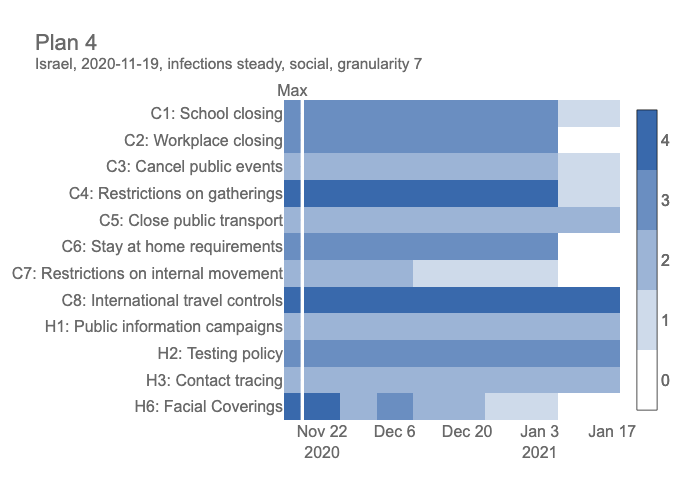 Plan 4
Israel, 2020-11-19, infections steady, social, granularity 7
Max
C1: School closing
C2: Workplace closing
C3: Cancel public events
C4: Restrictions on gatherings
C5: Close public transport
C6: Stay at home requirements
C7: Restrictions on internal movement
C8: International travel controls
H1: Public information campaigns
H2: Testing policy
H3: Contact tracing
H6: Facial Coverings
4
3
2
1
0
Nov 22 Dec 6 Dec 20 Jan 3 Jan 17
2020 2021